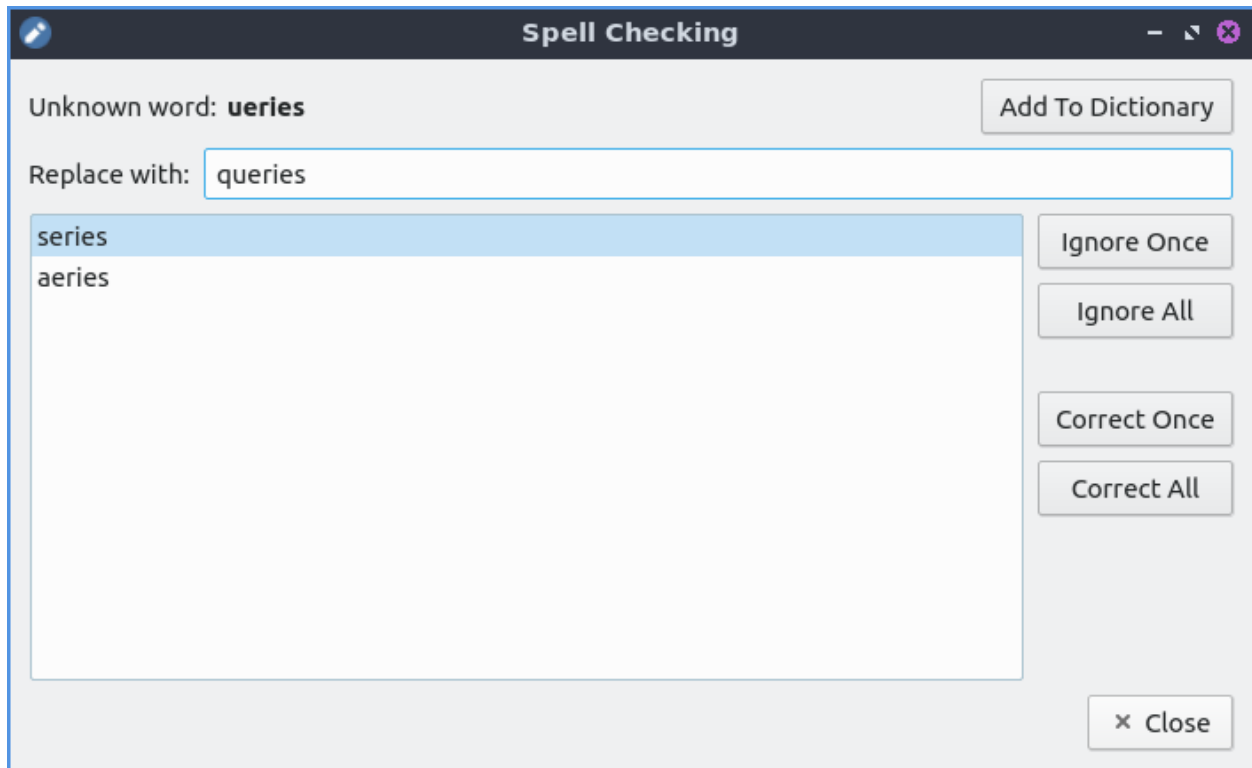 Spell Checking
Unknown word: ueries
Add To Dictionary
Replace with: queries
series
aeries
Ignore Once
Ignore All
Correct Once
Correct All
Close